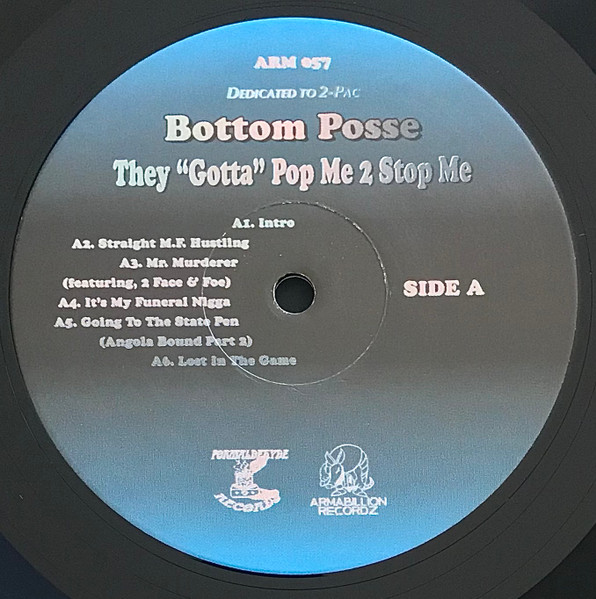 ARM 057
DEDICATED TO 2-PAC
Bottom Posse
They “Gotta” Pop Me 2 Stop Me
A1. Intro
A2. Straight M.F. Hustling
A3. Mr. Murderer
(featuring, 2 Face & Foe)
A4. It's My Funeral Nigga
A5. Going To The State Pen
(Angola Bound Part 2)
A6. Lost In The Game
SIDE A
FORMALDEHYDE
RECORDS
ARMABILLION
RECORDZ